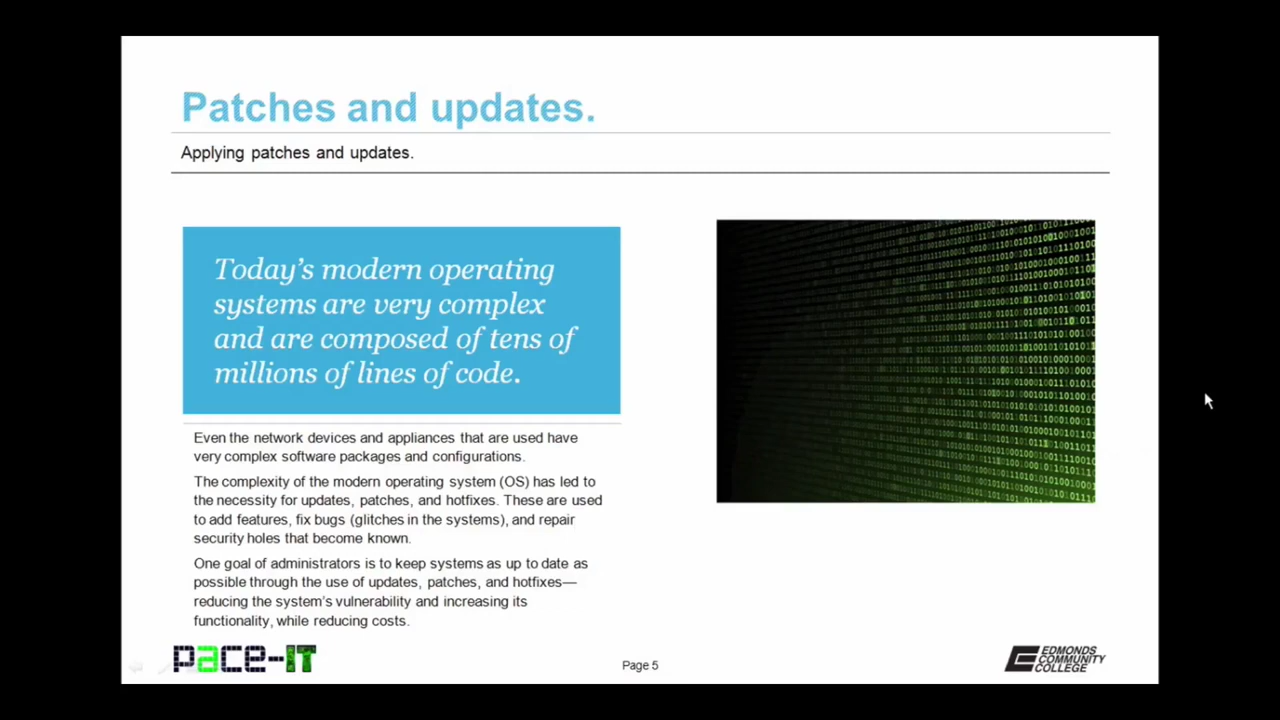 Patches and updates.
Applying patches and updates.
Today’s modern operating
systems are very complex
and are composed of tens of
millions of lines of code.
Even the network devices and appliances that are used have
very complex software packages and configurations.
The complexity of the modern operating system (OS) has led to
the necessity for updates, patches, and hotfixes. These are used
to add features, fix bugs (glitches in the systems), and repair
security holes that become known.
One goal of administrators is to keep systems as up to date as
possible through the use of updates, patches, and hotfixes—
reducing the system’s vulnerability and increasing its
functionality, while reducing costs.
pace-IT
Page 5
EDMONDS
COMMUNITY
COLLEGE